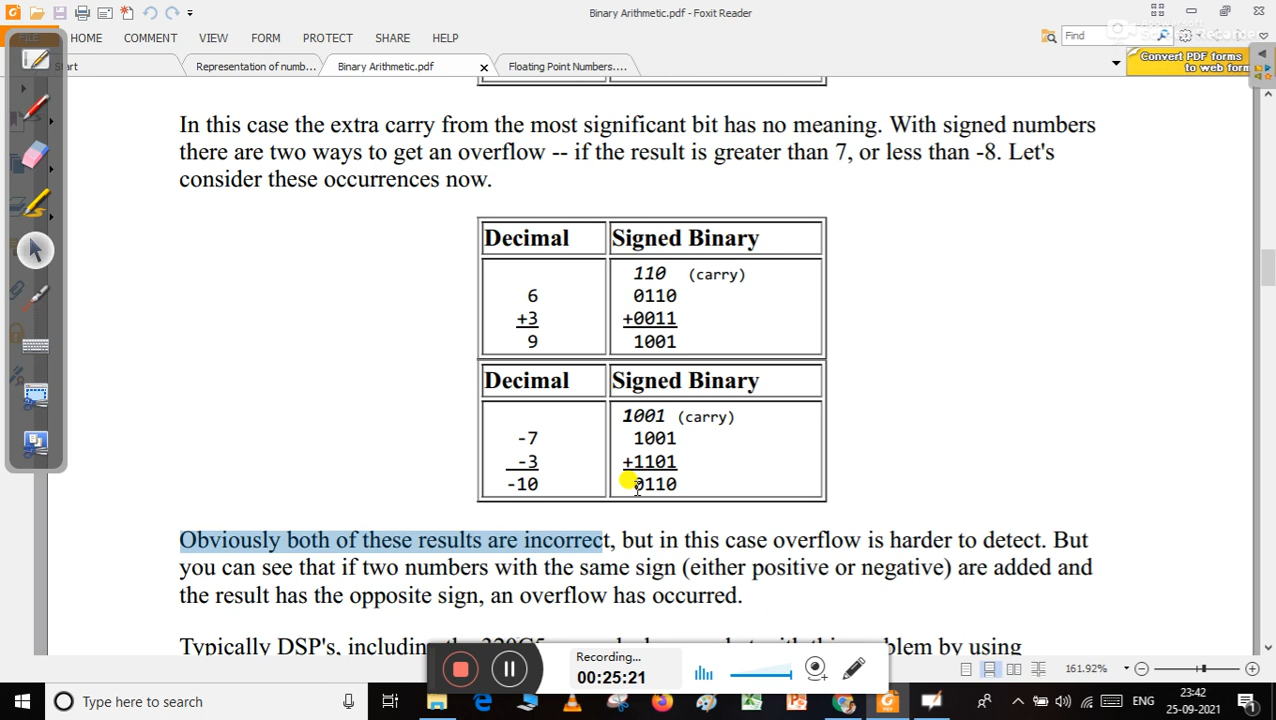 Binary Arithmetic.pdf - Foxit Reader
FILE HOME COMMENT VIEW FORM PROTECT SHARE HELP
Find
Start Representation of numb... Binary Arithmetic.pdf Floating Point Numbers....
Convert PDF forms
to web form
In this case the extra carry from the most significant bit has no meaning. With signed numbers
there are two ways to get an overflow -- if the result is greater than 7, or less than -8. Let's
consider these occurrences now.
Decimal Signed Binary
110 (carry)
6 0110
+3 +0011
9 1001
Decimal Signed Binary
1001 (carry)
-7 1001
-3 +1101
-10 0110
Obviously both of these results are incorrect, but in this case overflow is harder to detect. But
you can see that if two numbers with the same sign (either positive or negative) are added and
the result has the opposite sign, an overflow has occurred.
Typically DSP's, including the 320C5 problem by using
Recording...
00:25:21
161.92%
Type here to search
ENG
23:42
25-09-2021